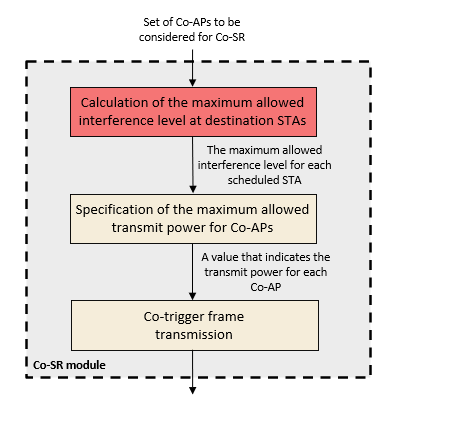 Set of Co-APs to be
considered for Co-SR
Calculation of the maximum allowed
interference level at destination STAs
The maximum allowed
interference level for each
scheduled STA
Specification of the maximum allowed
transmit power for Co-APs
A value that indicates the
transmit power for each
Co-AP
Co-trigger frame
transmission
Co-SR module